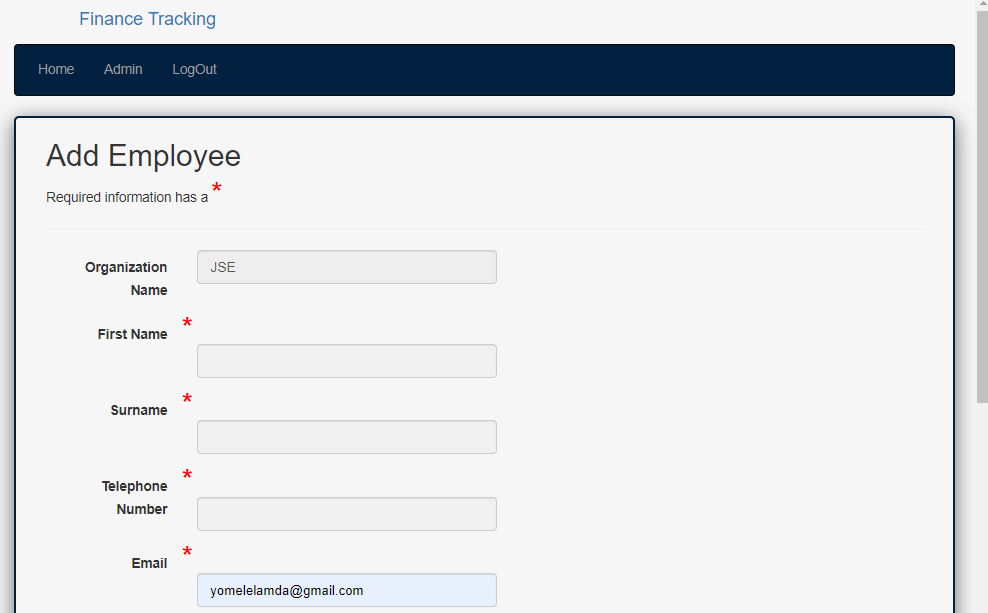 Finance Tracking
Home Admin LogOut
Add Employee
Required information has a *
Organization Name JSE
First Name *
Surname *
Telephone Number *
Email *
yomelelamda@gmail.com